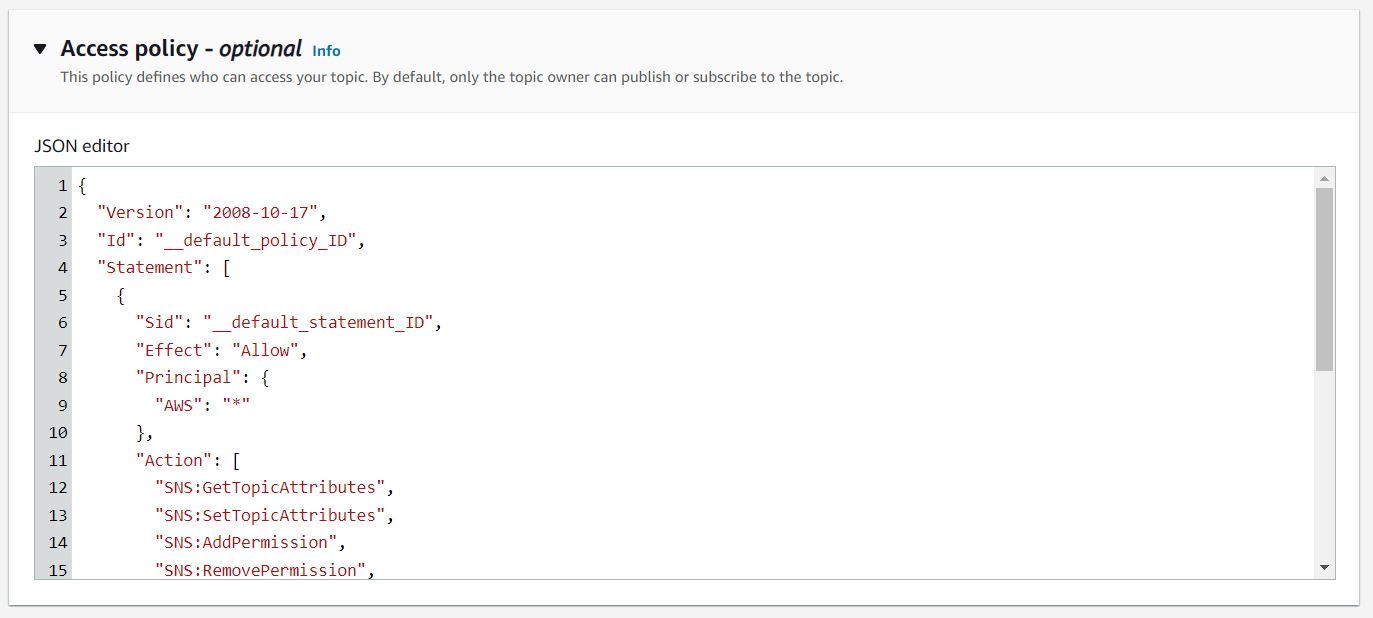 Access policy - optional Info
This policy defines who can access your topic. By default, only the topic owner can publish or subscribe to the topic.
JSON editor
1 {
2 "Version": "2008-10-17",
3 "Id": "__default_policy_ID",
4 "Statement": [
5 {
6 "Sid": "__default_statement_ID",
7 "Effect": "Allow",
8 "Principal": {
9 "AWS": "*"
10 },
11 "Action": [
12 "SNS:GetTopicAttributes",
13 "SNS:SetTopicAttributes",
14 "SNS:AddPermission",
15 "SNS:RemovePermission",